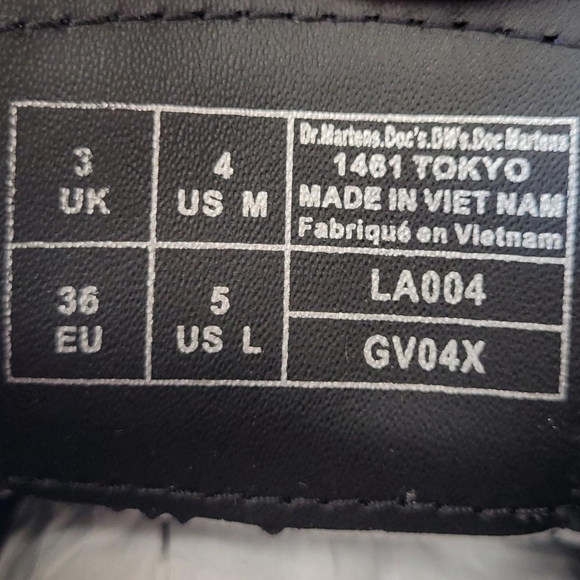 3
UK
4
US M
Dr.Martens.Doc's.DM's.Doc Martens
1461 TOKYO
MADE IN VIET NAM
Fabriqué en Vietnam
36
EU
5
US L
LA004
GV04X